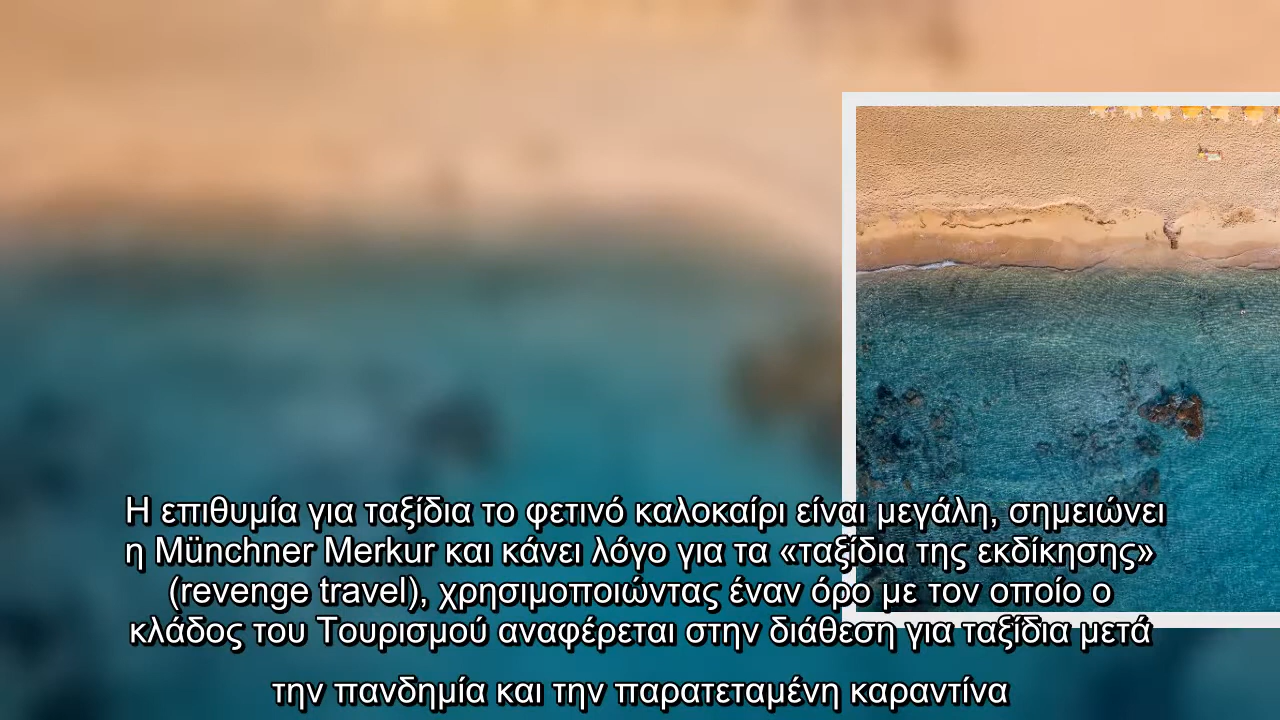 Η επιθυμία για ταξίδια το φετινό καλοκαίρι είναι μεγάλη, σημειώνει
η Münchner Merkur και κάνει λόγο για τα «ταξίδια της εκδίκησης»
(revenge travel), χρησιμοποιώντας έναν όρο με τον οποίο ο
κλάδος του Τουρισμού αναφέρεται στην διάθεση για ταξίδια μετά
την πανδημία και την παρατεταμένη καραντίνα